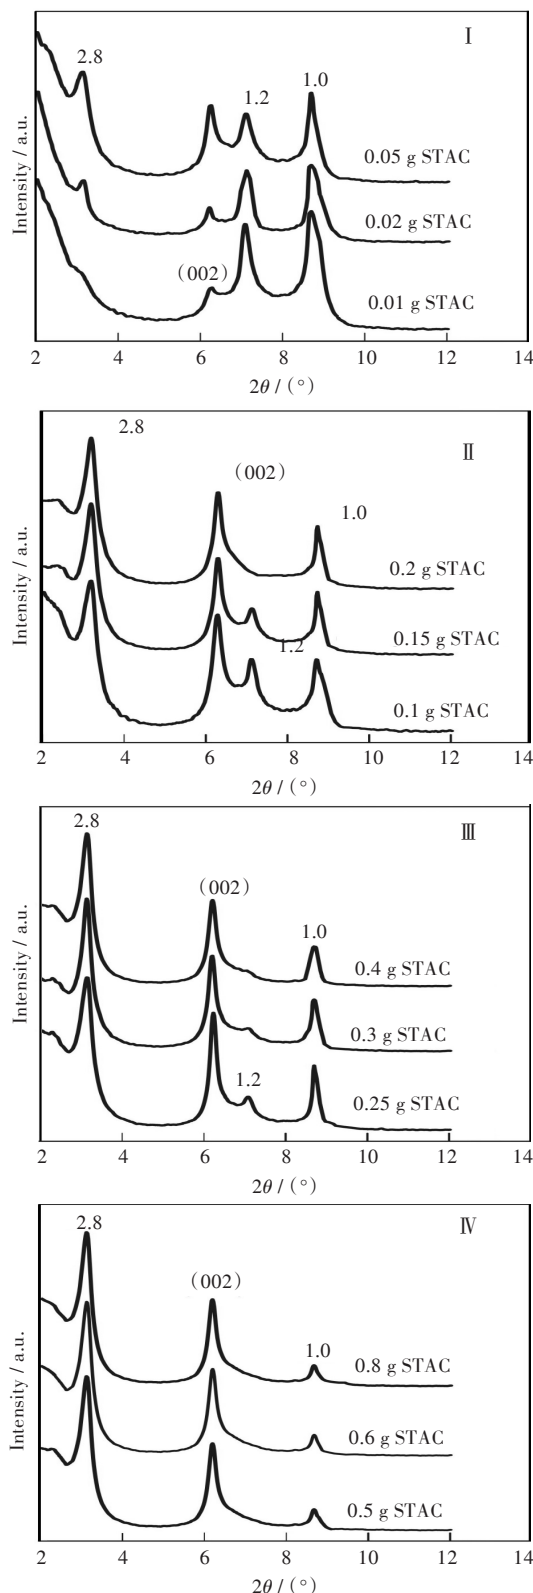 Ⅰ
2.8
1.2
1.0
0.05 g STAC
0.02 g STAC
(002)
0.01 g STAC
Intensity / a.u.
2 4 6 8 10 12 14
2θ / (°)
Ⅱ
2.8
(002)
1.0
0.2 g STAC
0.15 g STAC
1.2
0.1 g STAC
Intensity / a.u.
2 4 6 8 10 12 14
2θ / (°)
Ⅲ
2.8
(002)
1.0
0.4 g STAC
0.3 g STAC
1.2
0.25 g STAC
Intensity / a.u.
2 4 6 8 10 12 14
2θ / (°)
Ⅳ
2.8
(002)
1.0
0.8 g STAC
0.6 g STAC
0.5 g STAC
Intensity / a.u.
2 4 6 8 10 12 14
2θ / (°)